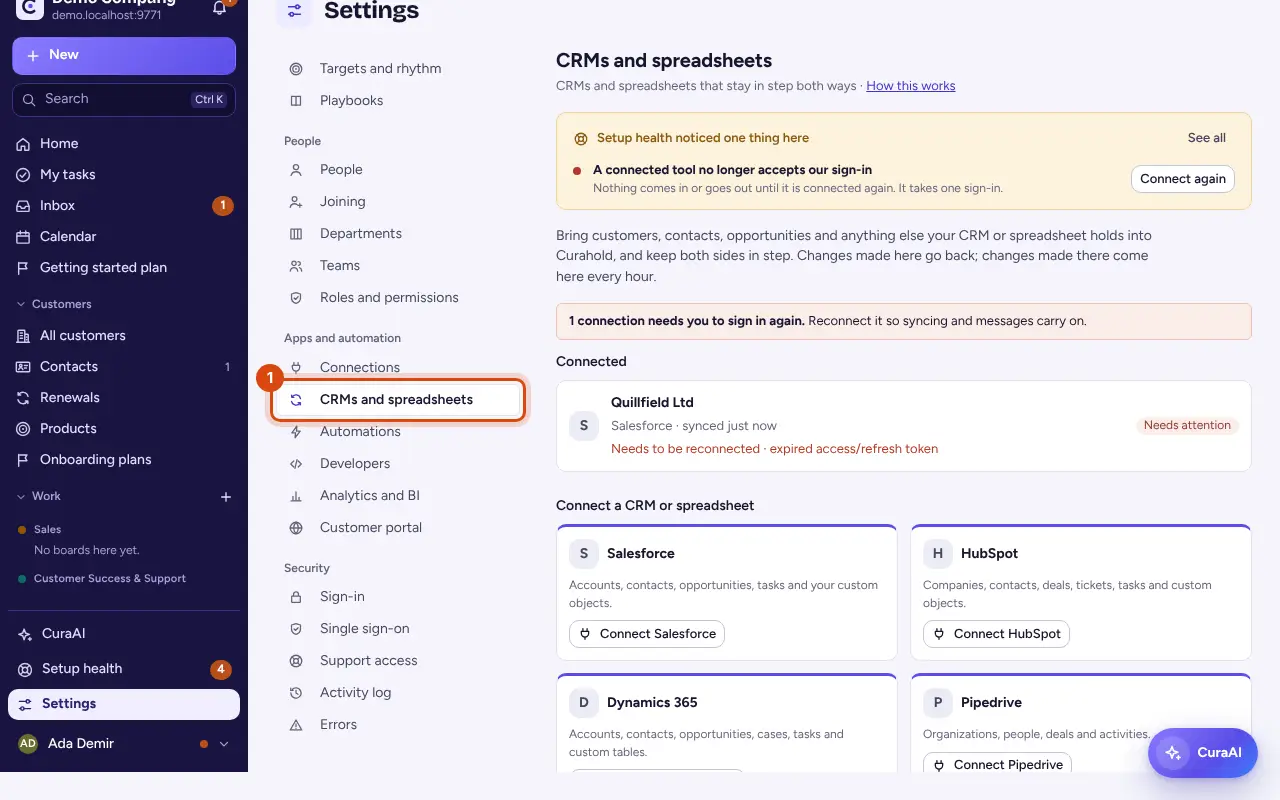 Demo Company
demo.localhost:9771
New
Search
Ctrl K
Home
My tasks
Inbox
1
Calendar
Getting started plan
Customers
All customers
Contacts
1
Renewals
Products
Onboarding plans
Work
Sales
No boards here yet.
Customer Success & Support
CuraAI
Setup health
4
Settings
AD
Ada Demir
Settings
Targets and rhythm
Playbooks
People
People
Joining
Departments
Teams
Roles and permissions
Apps and automation
Connections
1
CRMs and spreadsheets
Automations
Developers
Analytics and BI
Customer portal
Security
Sign-in
Single sign-on
Support access
Activity log
Errors
CRMs and spreadsheets
CRMs and spreadsheets that stay in step both ways · How this works
Setup health noticed one thing here
See all
A connected tool no longer accepts our sign-in
Nothing comes in or goes out until it is connected again. It takes one sign-in.
Connect again
Bring customers, contacts, opportunities and anything else your CRM or spreadsheet holds into
Curahold, and keep both sides in step. Changes made here go back; changes made there come
here every hour.
1 connection needs you to sign in again. Reconnect it so syncing and messages carry on.
Connected
S
Quillfield Ltd
Salesforce · synced just now
Needs to be reconnected · expired access/refresh token
Needs attention
Connect a CRM or spreadsheet
S
Salesforce
Accounts, contacts, opportunities, tasks and your custom
objects.
Connect Salesforce
H
HubSpot
Companies, contacts, deals, tickets, tasks and custom
objects.
Connect HubSpot
D
Dynamics 365
Accounts, contacts, opportunities, cases, tasks and
custom tables.
P
Pipedrive
Organizations, people, deals and activities.
Connect Pipedrive
CuraAI